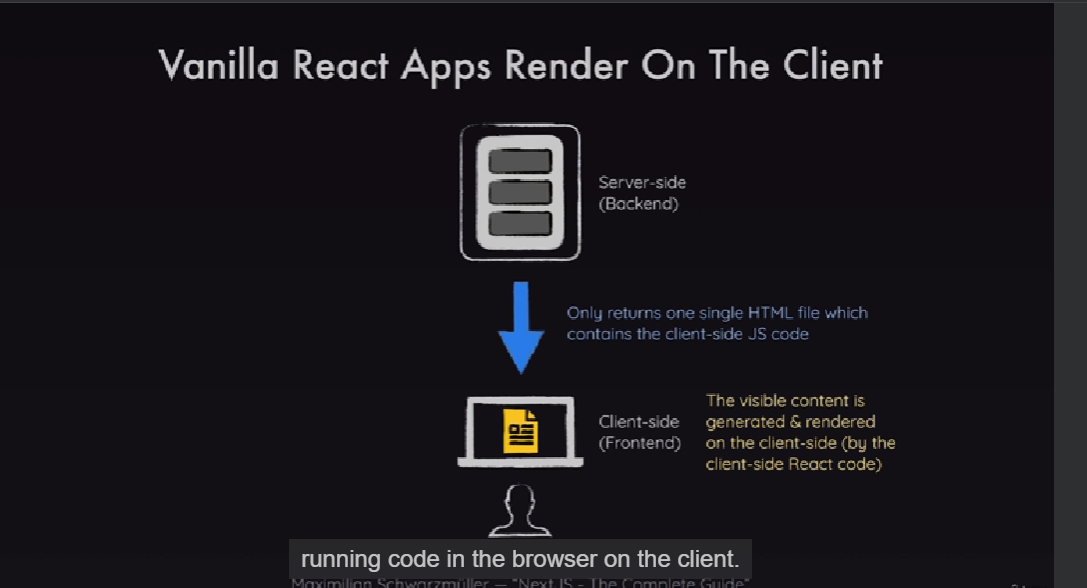 Vanilla React Apps Render On The Client
Server-side
(Backend)
Only returns one single HTML file which
contains the client-side JS code
Client-side
(Frontend)
The visible content is
generated & rendered
on the client-side (by the
client-side React code)
running code in the browser on the client.
Maximilian Schwarzmüller — "Next.JS - The Complete Guide"